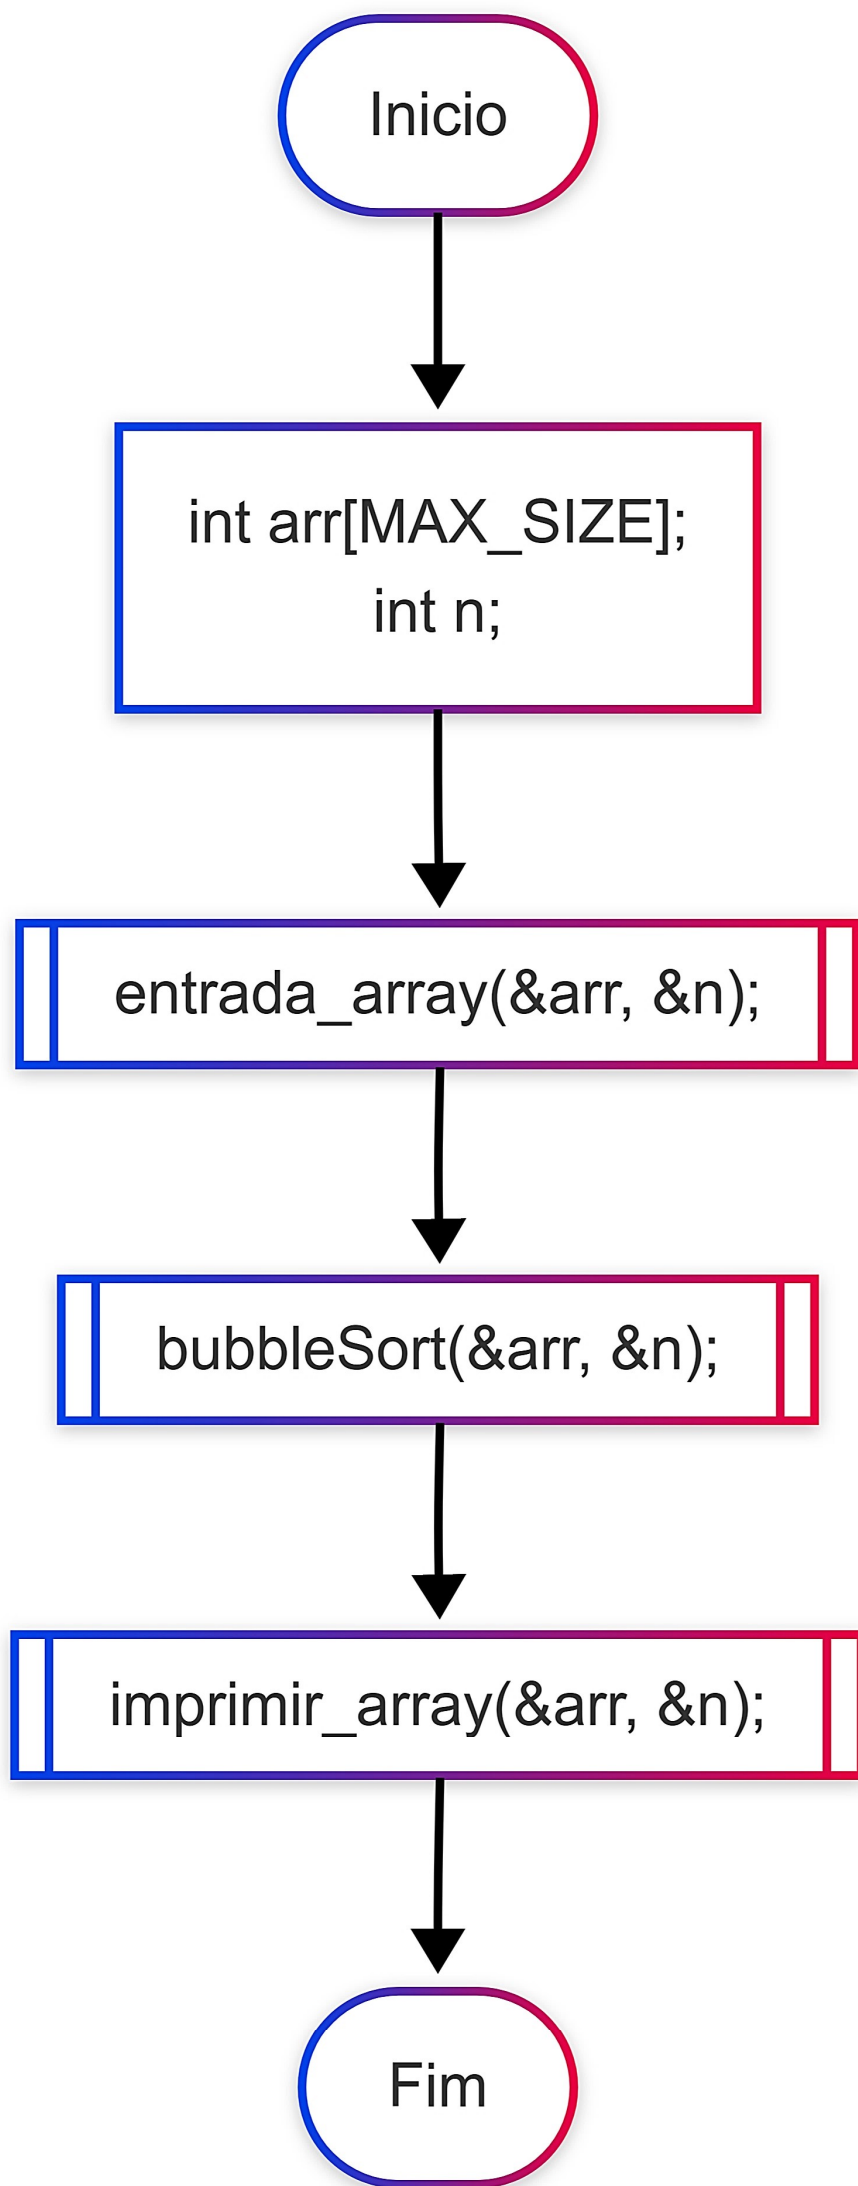 Inicio
int arr[MAX_SIZE];
int n;
entrada_array(&arr, &n);
bubbleSort(&arr, &n);
imprimir_array(&arr, &n);
Fim